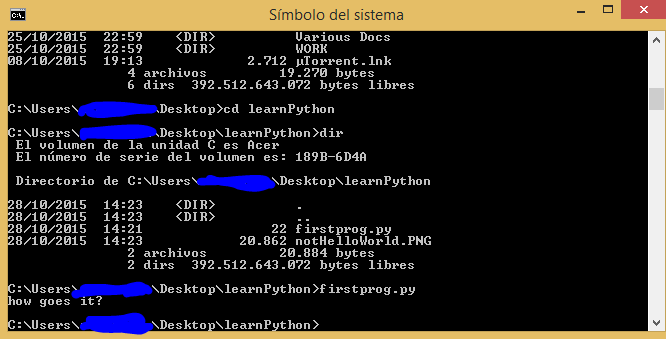 Símbolo del sistema
25/10/2015  22:59    <DIR>          Various Docs
25/10/2015  22:59    <DIR>          WORK
08/10/2015  19:13             2.712 µTorrent.lnk
               4 archivos         19.270 bytes
               6 dirs  392.512.643.072 bytes libres
C:\Users\ \Desktop>cd learnPython
C:\Users\ \Desktop\learnPython>dir
 El volumen de la unidad C es Acer
 El número de serie del volumen es: 189B-6D4A
 Directorio de C:\Users\ \Desktop\learnPython
28/10/2015  14:23    <DIR>          .
28/10/2015  14:23    <DIR>          ..
28/10/2015  14:21                22 firstprog.py
28/10/2015  14:23            20.862 notHelloWorld.PNG
               2 archivos         20.884 bytes
               2 dirs  392.512.643.072 bytes libres
C:\Users\ \Desktop\learnPython>firstprog.py
how goes it?
C:\Users\ \Desktop\learnPython>